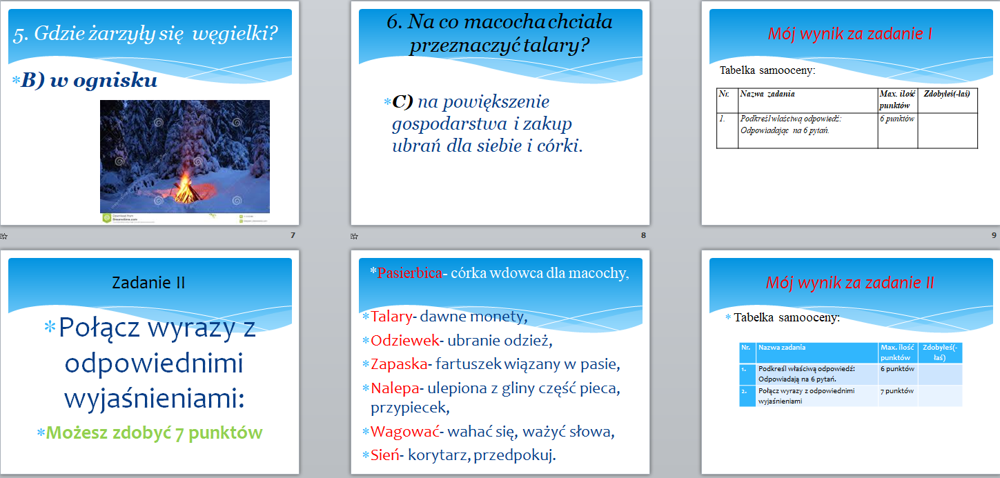 5. Gdzie żarzyły się węgielki?
*B) w ognisku
Download from
Dreamstime.com
7
6. Na co macocha chciała
przeznaczyć talary?
*C) na powiększenie
gospodarstwa i zakup
ubrań dla siebie i córki.
8
Mój wynik za zadanie I
Tabelka samooceny:
Nr. Nazwa zadania Max. ilość punktów Zdobyłeś(-łaś)
1. Podkreśl właściwą odpowiedź: 6 punktów
Odpowiadając na 6 pytań.
9
Zadanie II
*Połącz wyrazy z
odpowiednimi
wyjaśnieniami:
*Możesz zdobyć 7 punktów
*Pasierbica- córka wdowca dla macochy,
*Talary- dawne monety,
*Odziewek- ubranie odzież,
*Zapaska- fartuszek wiązany w pasie,
*Nalepa- ulepiona z gliny część pieca,
przypiecek,
*Wagować- wahać się, ważyć słowa,
*Sień- korytarz, przedpokuj.
Mój wynik za zadanie II
* Tabelka samooceny:
Nr. Nazwa zadania Max. ilość punktów Zdobyłeś(-łaś)
1. Podkreśl właściwą odpowiedź: 6 punktów
Odpowiadają na 6 pytań.
2. Połącz wyrazy z odpowiednimi 7 punktów
wyjaśnieniami